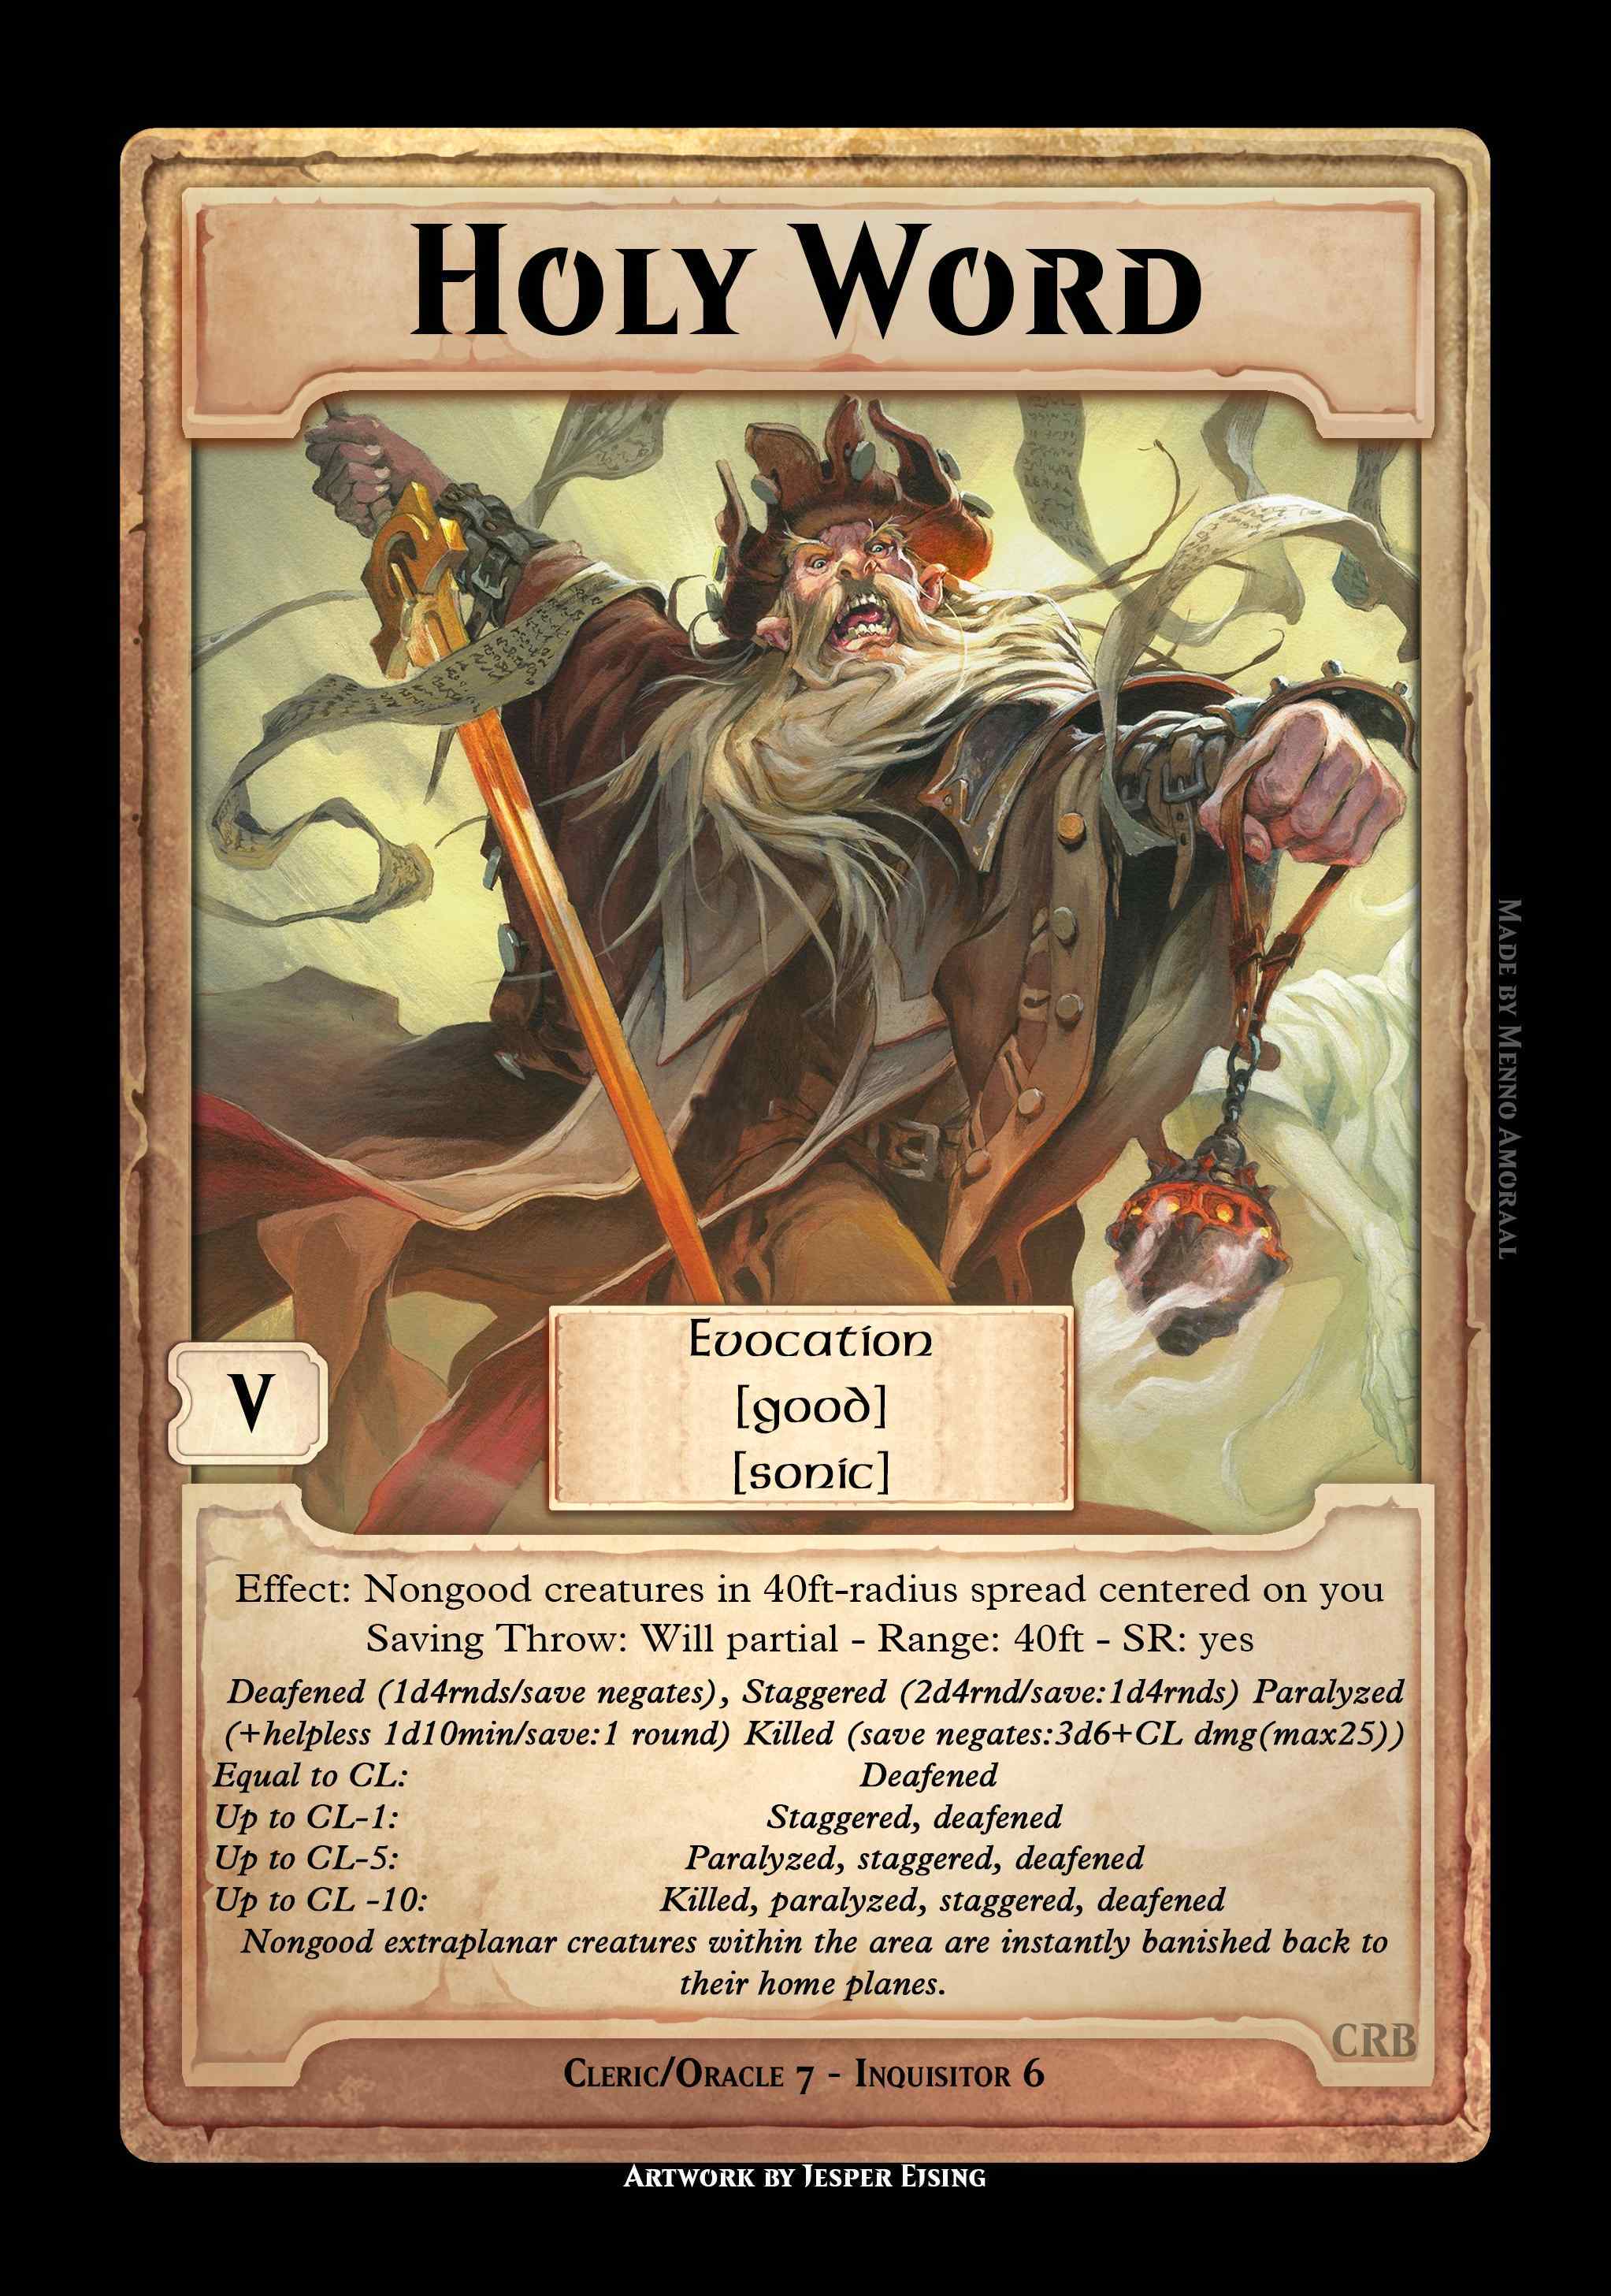 Holy Word
V
Evocation
[good]
[sonic]
Effect: Nongood creatures in 40ft-radius spread centered on you
Saving Throw: Will partial - Range: 40ft - SR: yes
Deafened (1d4rnds/save negates), Staggered (2d4rnd/save:1d4rnds) Paralyzed
(+helpless 1d10min/save:1 round) Killed (save negates:3d6+CL dmg(max25))
Equal to CL: Deafened
Up to CL-1: Staggered, deafened
Up to CL-5: Paralyzed, staggered, deafened
Up to CL -10: Killed, paralyzed, staggered, deafened
Nongood extraplanar creatures within the area are instantly banished back to
their home planes.
CRB
Cleric/Oracle 7 - Inquisitor 6
Artwork by Jesper Ejsing
Made by Menno Amoraal